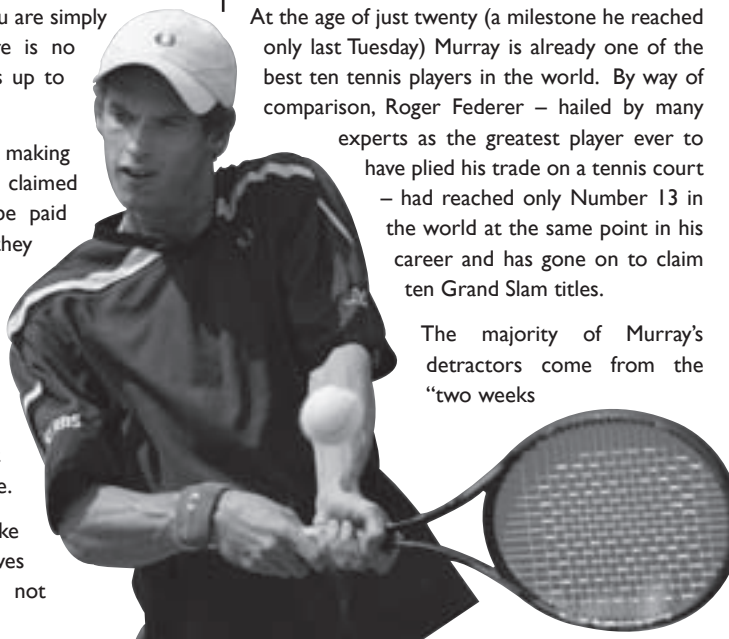 u are simply
e is no
s up to
making
claimed
be paid
they
e.
ke
ves
not
At the age of just twenty (a milestone he reached
only last Tuesday) Murray is already one of the
best ten tennis players in the world. By way of
comparison, Roger Federer – hailed by many
experts as the greatest player ever to
have plied his trade on a tennis court
– had reached only Number 13 in
the world at the same point in his
career and has gone on to claim
ten Grand Slam titles.
The majority of Murray’s
detractors come from the
“two weeks
RBS